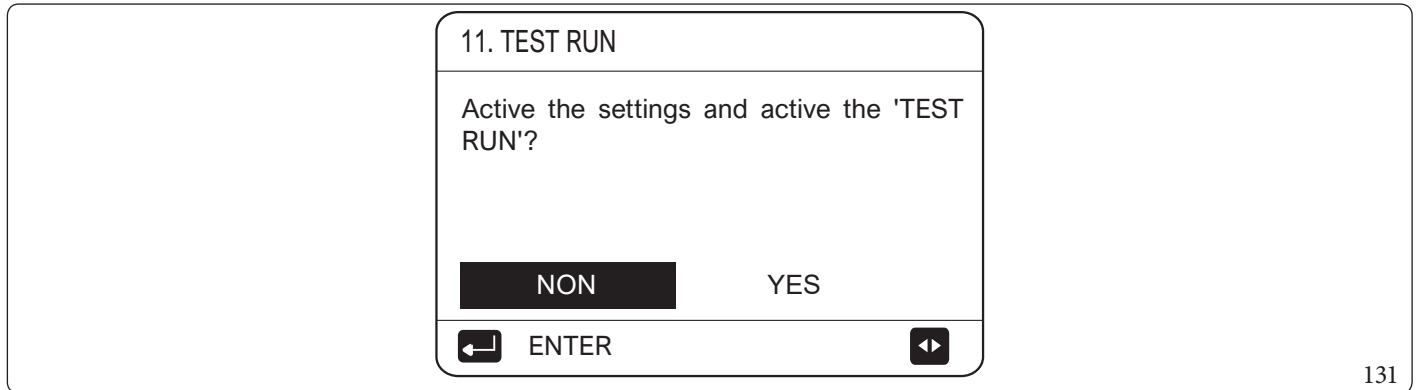 11. TEST RUN
Active the settings and active the 'TEST
RUN'?
NON YES
ENTER
131